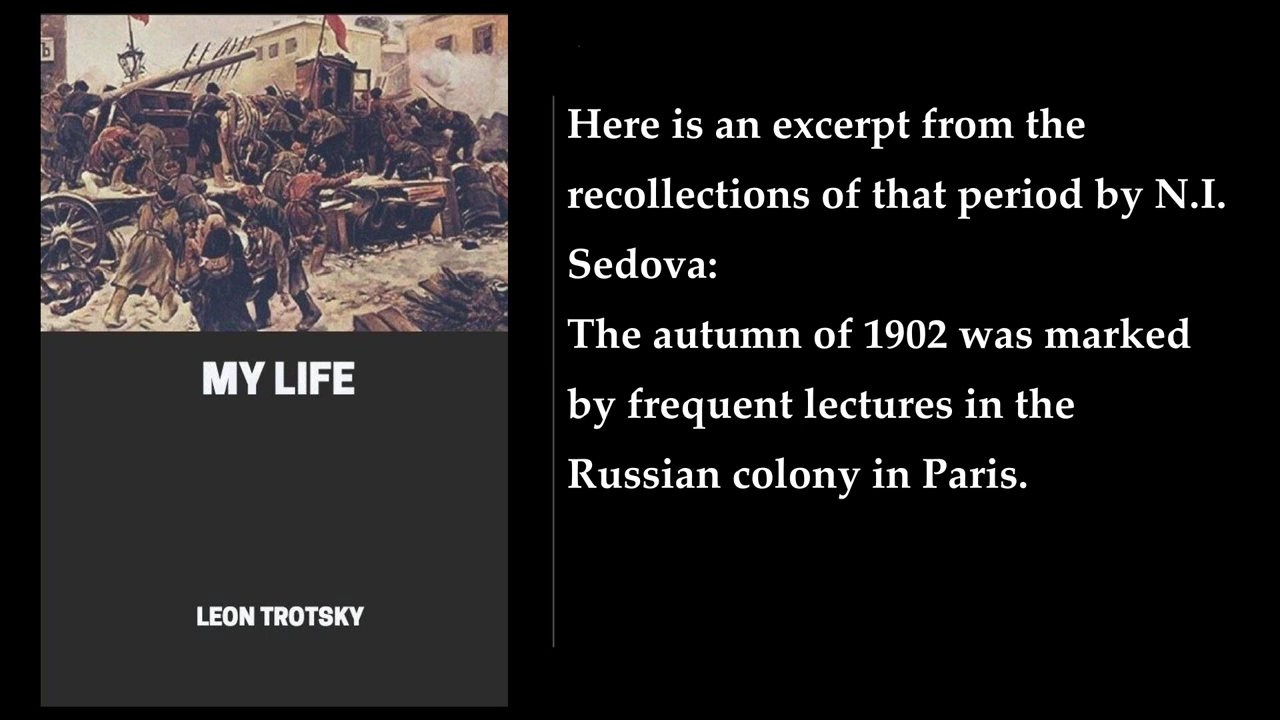 MY LIFE
LEON TROTSKY
Here is an excerpt from the
recollections of that period by N.I.
Sedova:
The autumn of 1902 was marked
by frequent lectures in the
Russian colony in Paris.